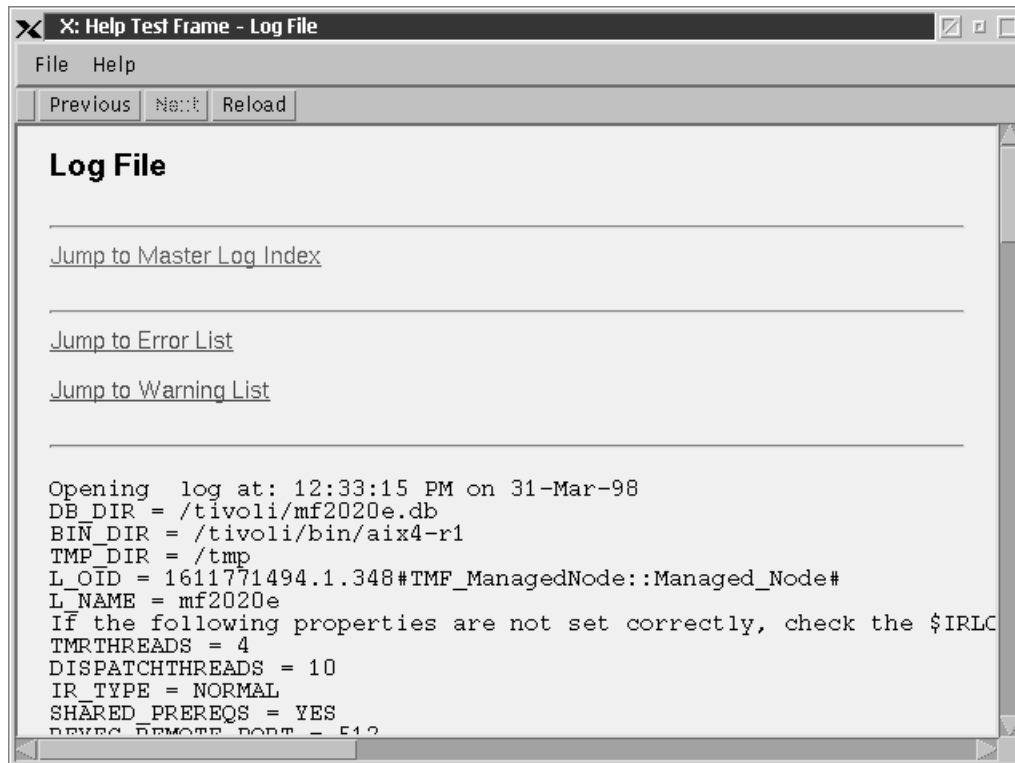 X: Help Test Frame - Log File
File Help
Previous Next Reload
Log File
Jump to Master Log Index
Jump to Error List
Jump to Warning List
Opening  log at: 12:33:15 PM on 31-Mar-98
DB_DIR = /tivoli/mf2020e.db
BIN_DIR = /tivoli/bin/aix4-r1
TMP_DIR = /tmp
L_OID = 1611771494.1.348#TMF_ManagedNode::Managed_Node#
L_NAME = mf2020e
If the following properties are not set correctly, check the $IRLC
TMRTHREADS = 4
DISPATCHTHREADS = 10
IR_TYPE = NORMAL
SHARED_PREREQS = YES